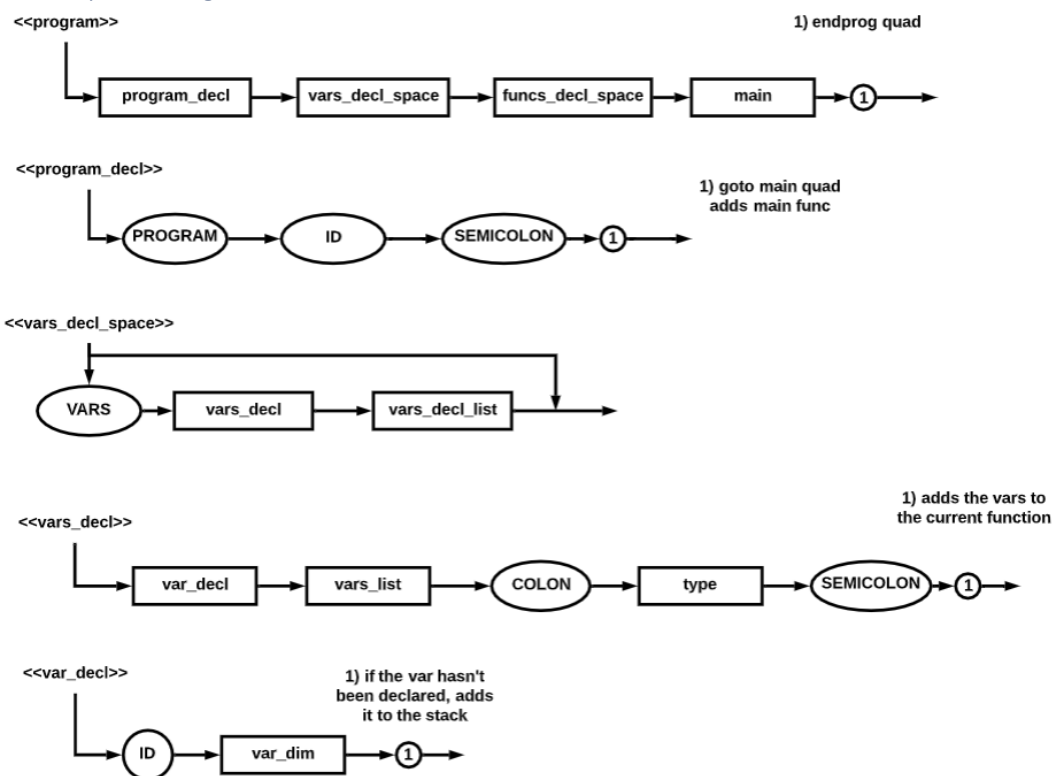 <<program>>
1) endprog quad
program_decl
vars_decl_space
funcs_decl_space
main
1
<<program_decl>>
1) goto main quad
adds main func
PROGRAM
ID
SEMICOLON
1
<<vars_decl_space>>
VARS
vars_decl
vars_decl_list
1) adds the vars to
the current function
<<vars_decl>>
var_decl
vars_list
COLON
type
SEMICOLON
1
<<var_decl>>
1) if the var hasn't
been declared, adds
it to the stack
ID
var_dim
1